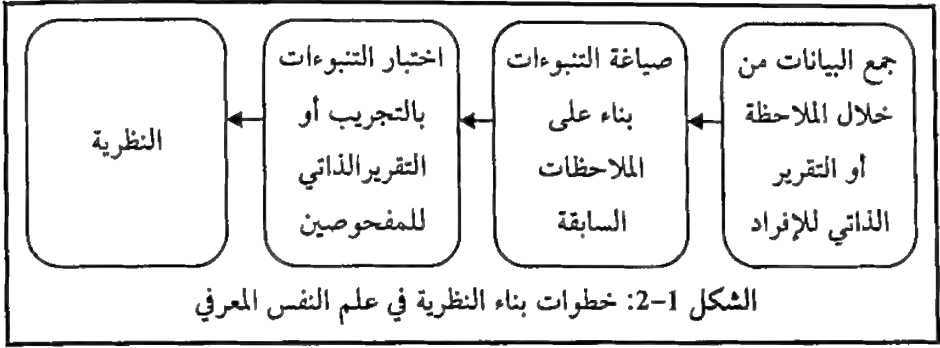 جمع البيانات من
خلال الملاحظة
أو التقرير
الذاتي للإفراد
صياغة التنبوءات
بناء على
الملاحظات
السابقة
اختبار التنبوءات
بالتجريب أو
التقريرالذاتي
للمفحوصين
النظرية
الشكل 1-2: خطوات بناء النظرية في علم النفس المعرفي